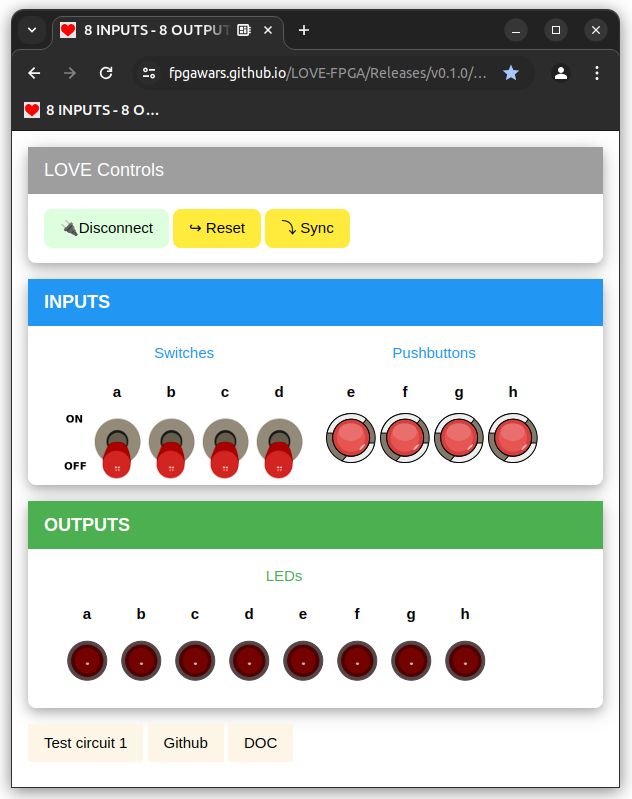 8 INPUTS - 8 OUTPUT
fpgawars.github.io/LOVE-FPGA/Releases/v0.1.0/...
8 INPUTS - 8 O...
LOVE Controls
Disconnect Reset Sync
INPUTS
Switches Pushbuttons
a b c d e f g h
ON
OFF
OUTPUTS
LEDs
a b c d e f g h
Test circuit 1 Github DOC